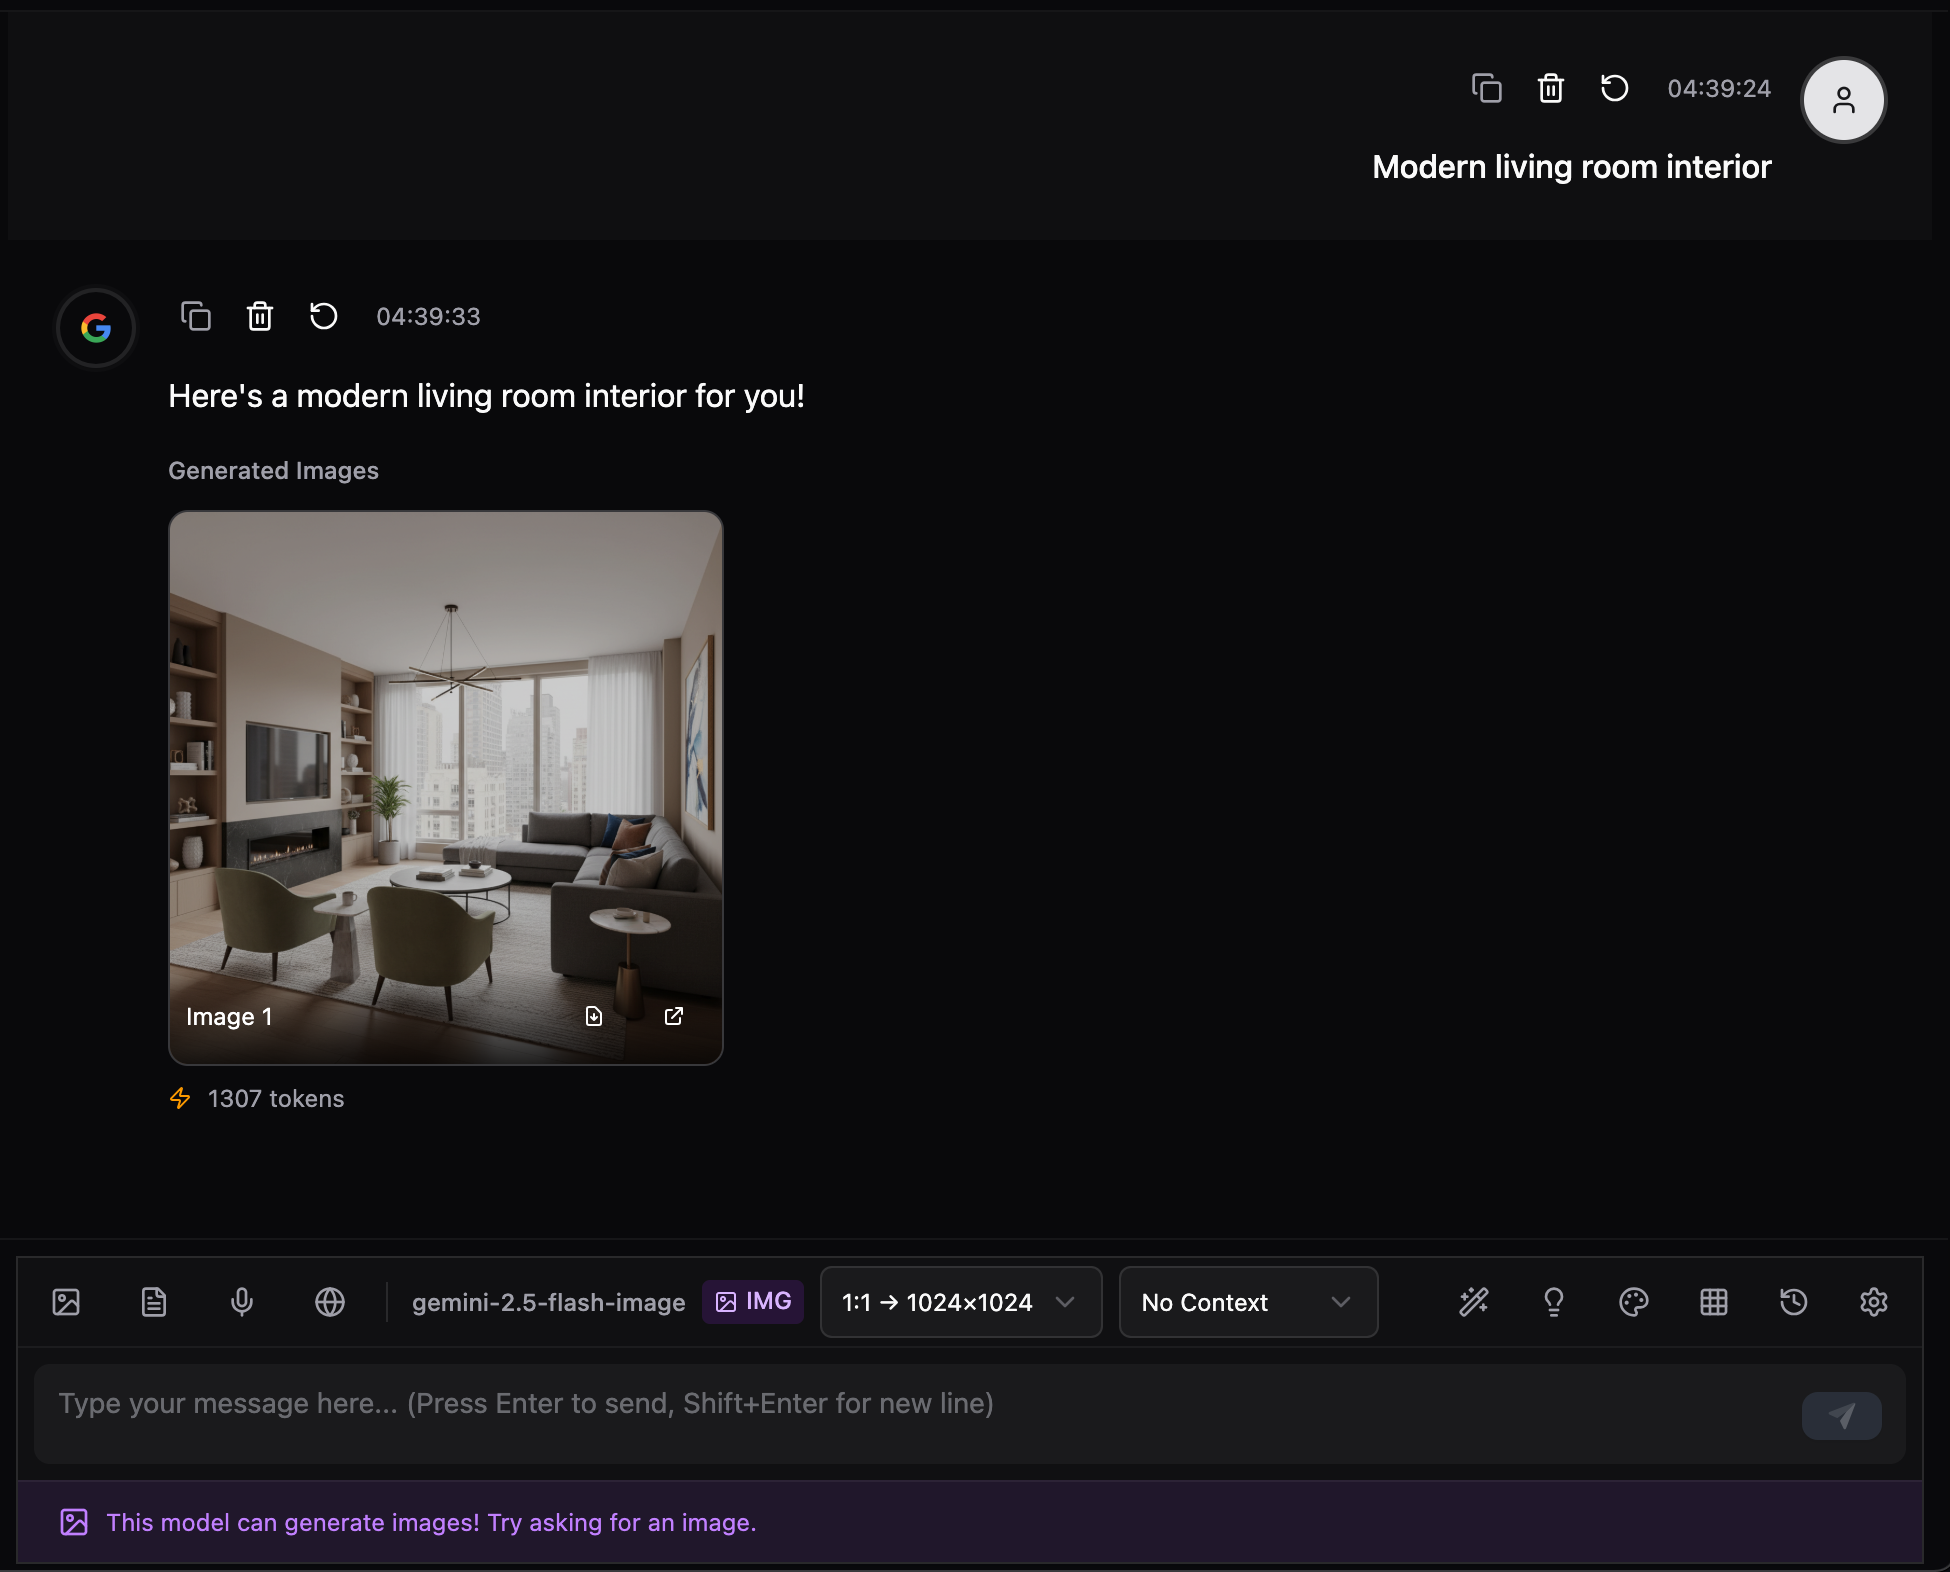 04:39:24
Modern living room interior
04:39:33
Here's a modern living room interior for you!
Generated Images
Image 1
1307 tokens
gemini-2.5-flash-image IMG 1:1 → 1024×1024 No Context
Type your message here... (Press Enter to send, Shift+Enter for new line)
This model can generate images! Try asking for an image.